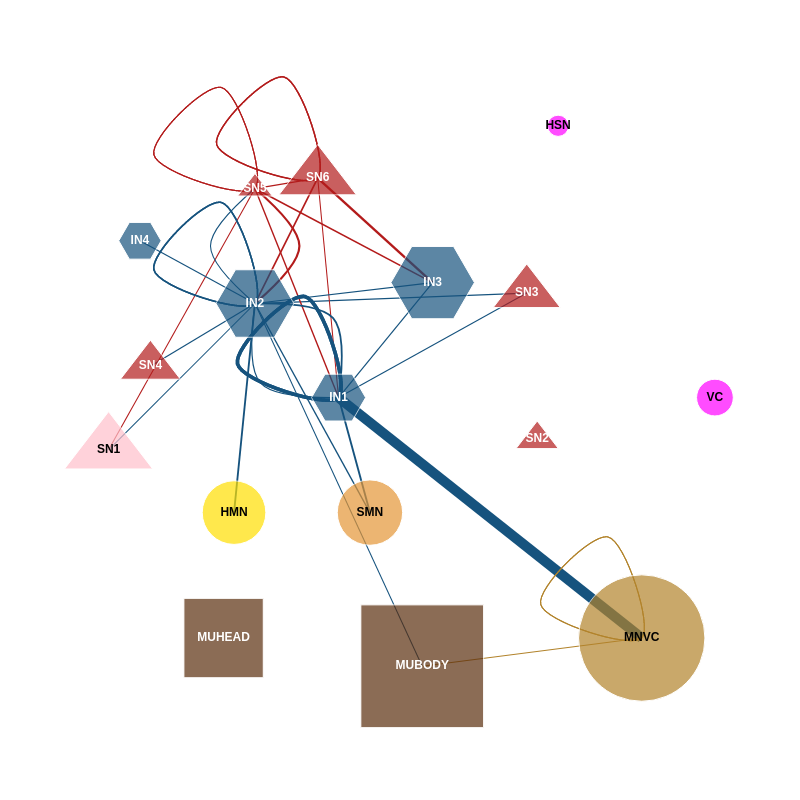 HSN
SN6
SN5
IN4
IN3
SN3
IN2
SN4
IN1
VC
SN2
SN1
HMN
SMN
MUHEAD
MNVC
MUBODY